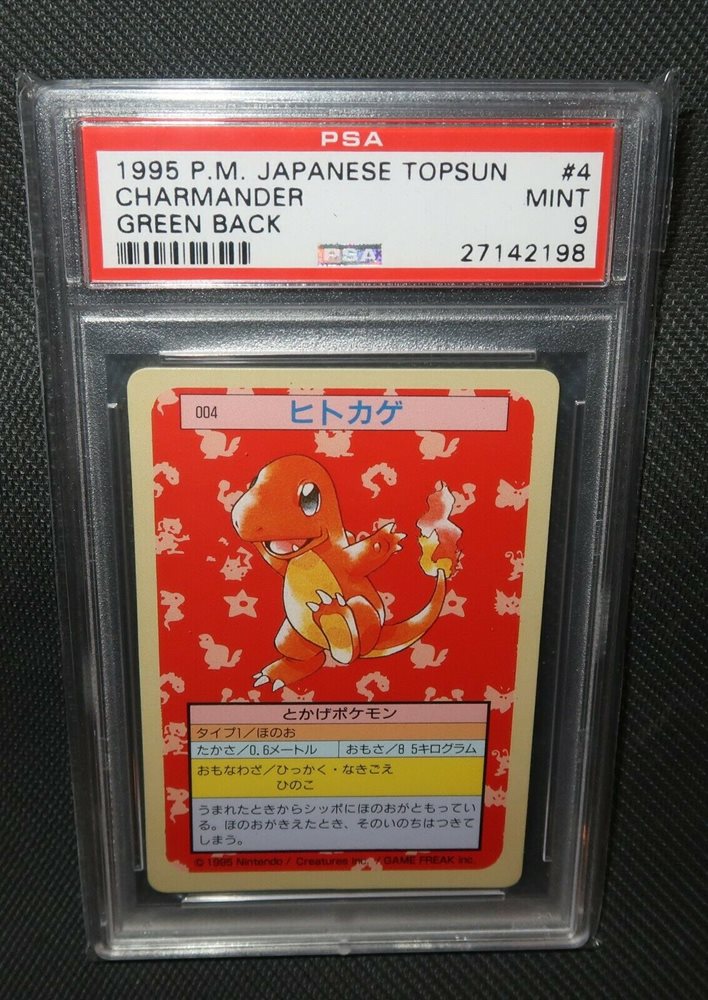 PSA
1995 P.M. JAPANESE TOPSUN #4
CHARMANDER MINT
GREEN BACK 9
PSA 27142198
004 ヒトカゲ
とかげポケモン
タイプ1/ほのお
たかさ/0.6メートル おもさ/8 5キログラム
おもなわざ/ひっかく・なきごえ
ひのこ
うまれたときからシッポにほのおがともってい
る。ほのおがきえたとき、そのいのちはつきて
しまう。
© 1995 Nintendo / Creatures inc. / GAME FREAK inc.